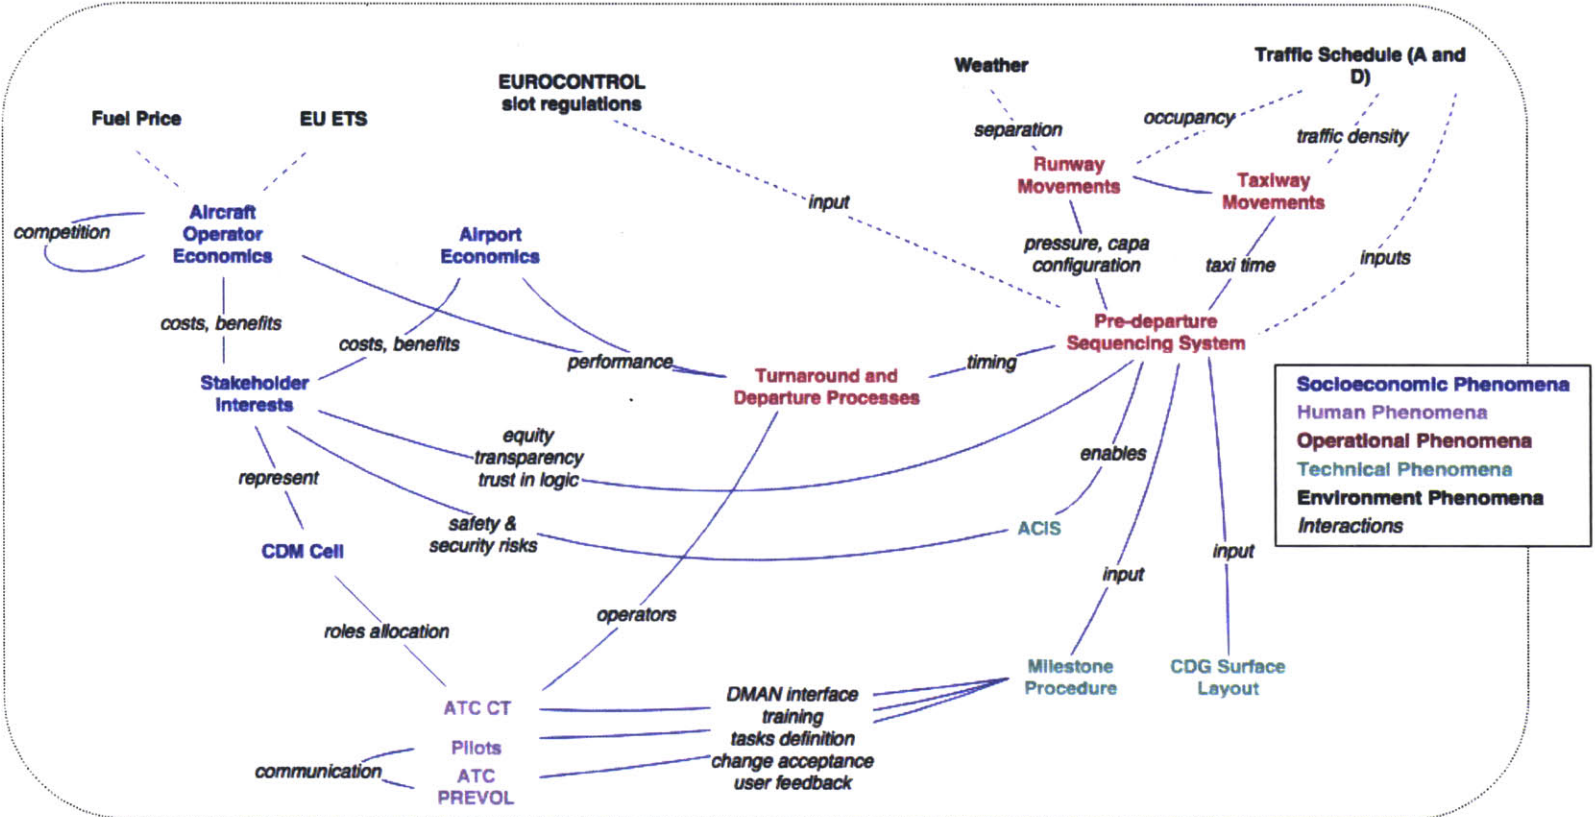 Weather
Traffic Schedule (A and
D)
EUROCONTROL
slot regulations
Fuel Price
EU ETS
separation
occupancy
traffic density
Runway
Movements
Taxiway
Movements
input
Aircraft
Operator
Economics
competition
Airport
Economics
pressure, capa
configuration
taxi time
inputs
costs, benefits
costs, benefits
performance
Pre-departure
Sequencing System
timing
Stakeholder
Interests
Turnaround and
Departure Processes
Socioeconomic Phenomena
Human Phenomena
Operational Phenomena
Technical Phenomena
Environment Phenomena
Interactions
equity
transparency
trust in logic
enables
represent
safety &
security risks
ACIS
CDM Cell
input
input
operators
roles allocation
Milestone
Procedure
CDG Surface
Layout
ATC CT
Pilots
ATC
PREVOL
communication
DMAN interface
training
tasks definition
change acceptance
user feedback